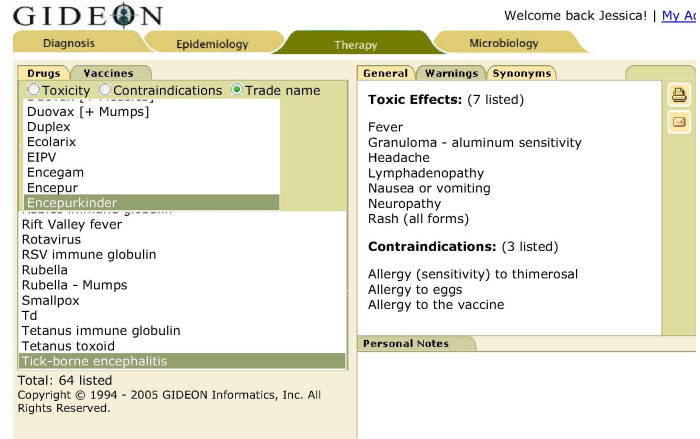 GIDEON
Welcome back Jessica! | My
Diagnosis
Epidemiology
Therapy
Microbiology
Drugs
Vaccines
Toxicity
Contraindications
Trade name
Duovax [+ Mumps]
Duplex
Ecolarix
EIPV
Encegam
Encepur
Encepurkinder
Rift Valley fever
Rotavirus
RSV immune globulin
Rubella
Rubella - Mumps
Smallpox
Td
Tetanus immune globulin
Tetanus toxoid
Tick-borne encephalitis
Total: 64 listed
Copyright © 1994 - 2005 GIDEON Informatics, Inc. All
Rights Reserved.
General
Warnings
Synonyms
Toxic Effects: (7 listed)
Fever
Granuloma - aluminum sensitivity
Headache
Lymphadenopathy
Nausea or vomiting
Neuropathy
Rash (all forms)
Contraindications: (3 listed)
Allergy (sensitivity) to thimerosal
Allergy to eggs
Allergy to the vaccine
Personal Notes